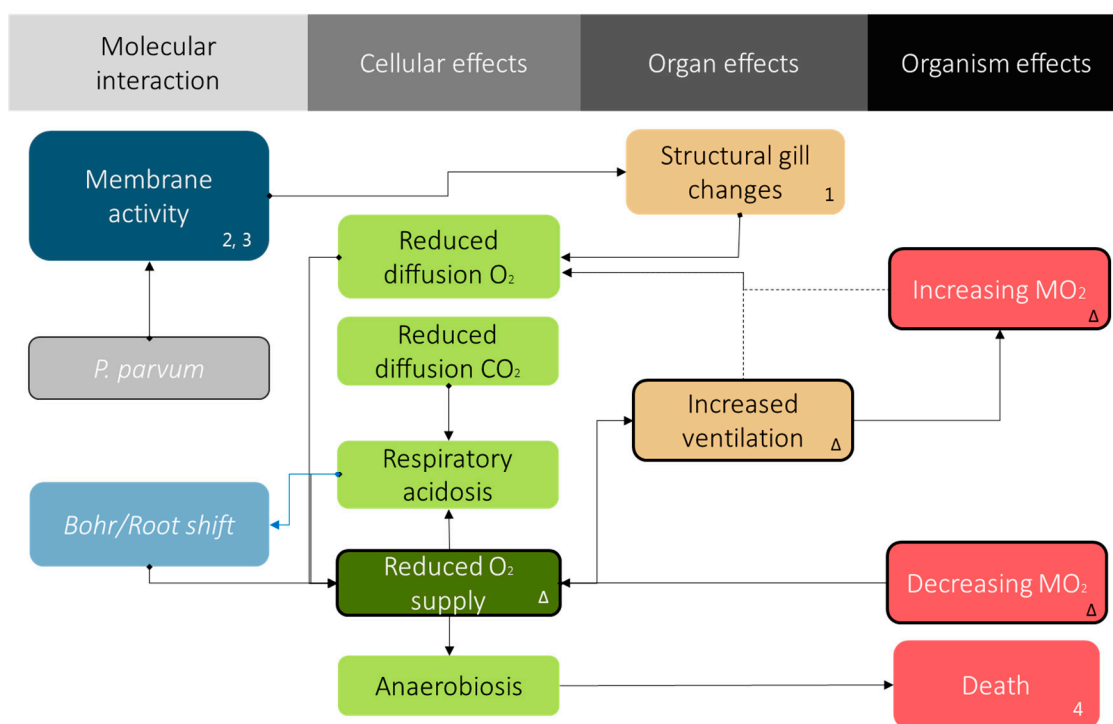 Molecular
interaction
Cellular effects
Organ effects
Organism effects
Membrane
activity
2, 3
Structural gill
changes
1
Reduced
diffusion O₂
Increasing MO₂
Δ
P. parvum
Reduced
diffusion CO₂
Increased
ventilation
Δ
Respiratory
acidosis
Bohr/Root shift
Reduced O₂
supply
Δ
Decreasing MO₂
Δ
Anaerobiosis
Death
4